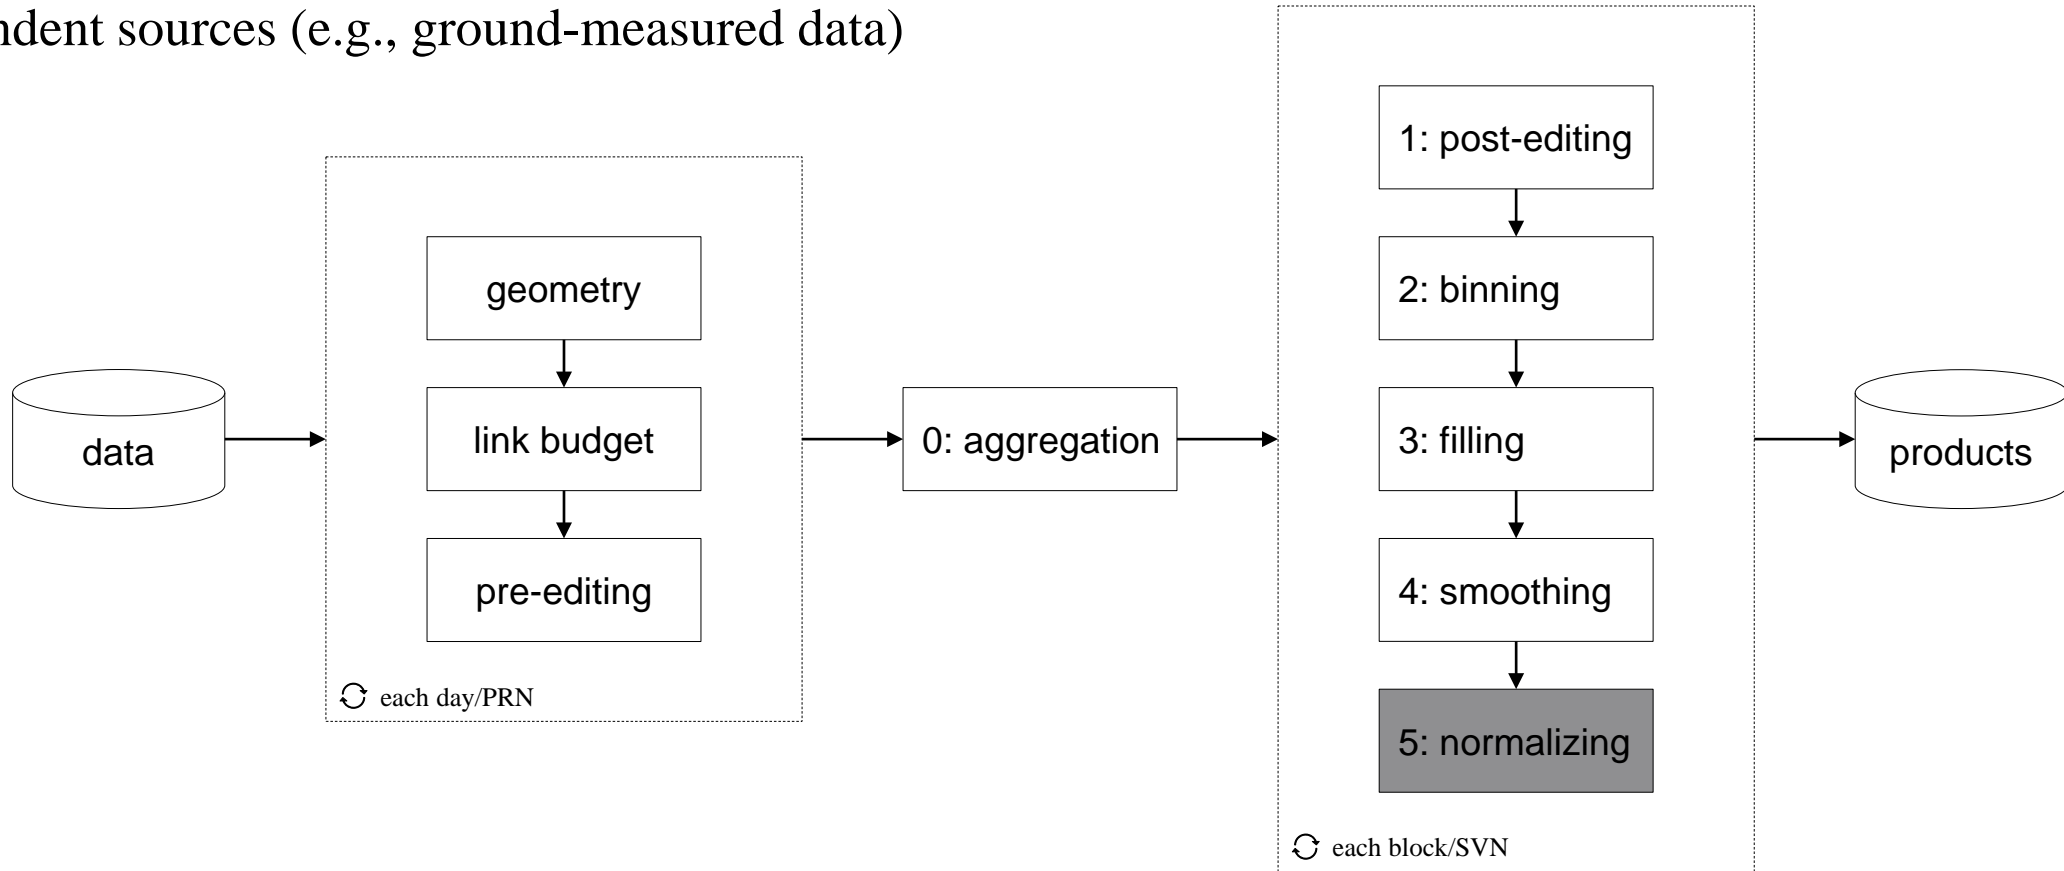 sources (e.g., ground-measured data)
data
geometry
link budget
pre-editing
each day/PRN
0: aggregation
1: post-editing
2: binning
3: filling
4: smoothing
5: normalizing
each block/SVN
products